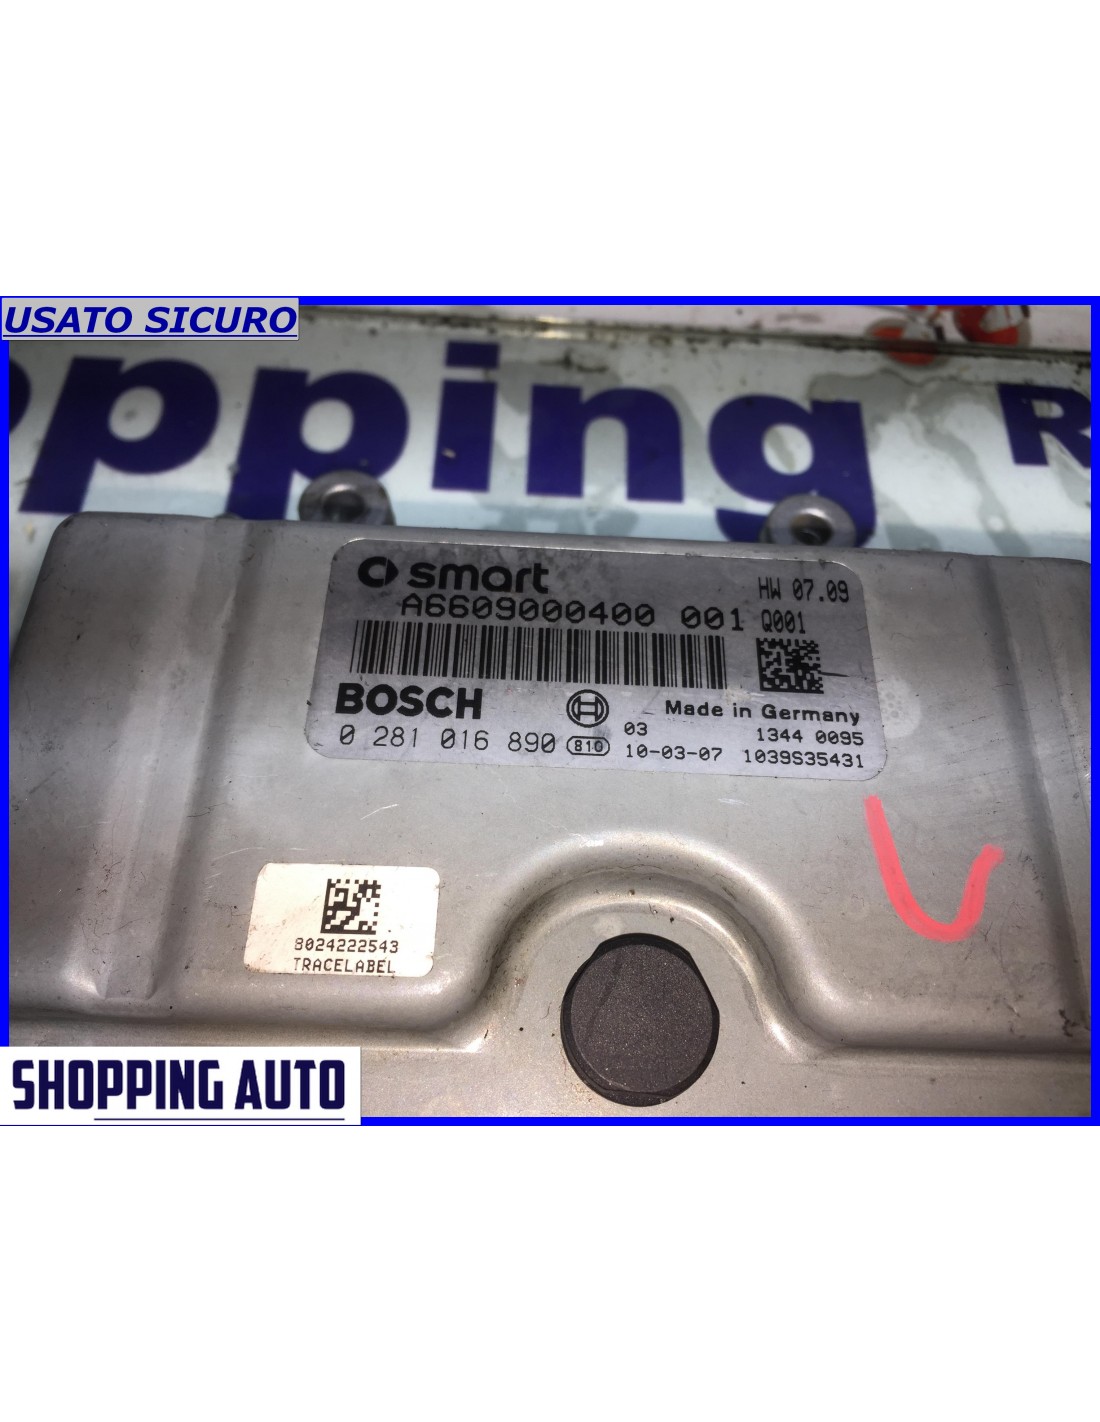 USATO SICURO
pping R
smart
HW 07.09
A6609000400 001 Q001
BOSCH
Made in Germany
03 1344 0095
0 281 016 890 810 10-03-07 1039S35431
8024222543
TRACELABEL
SHOPPING AUTO